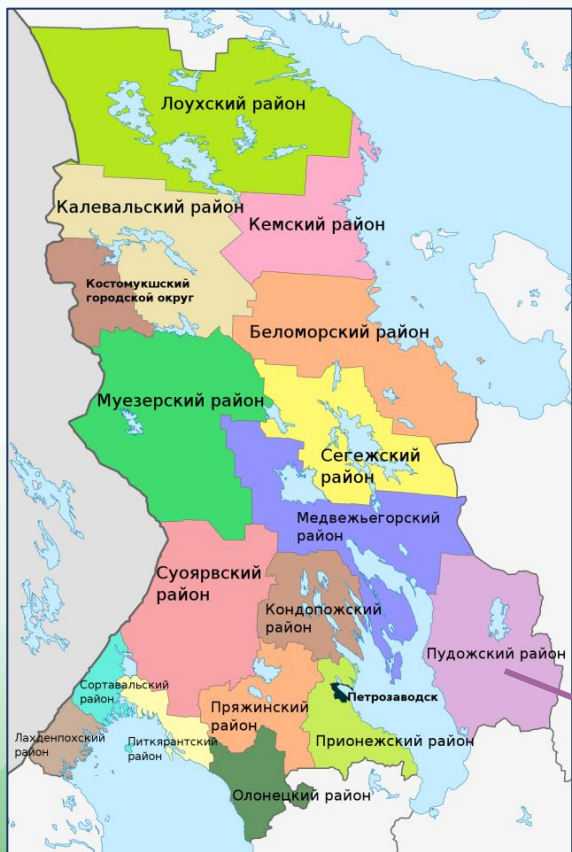 Лоухский район
Калевальский район
Кемский район
Костомукшский
городской округ
Беломорский район
Муезерский район
Сегежский
район
Медвежьегорский
район
Суоярвский
район
Кондопожский
район
Пудожский район
Сортавальский
район
Петрозаводск
Пряжинский
район
Лахденпохский
район
Питкярантский
район
Прионежский район
Олонецкий район